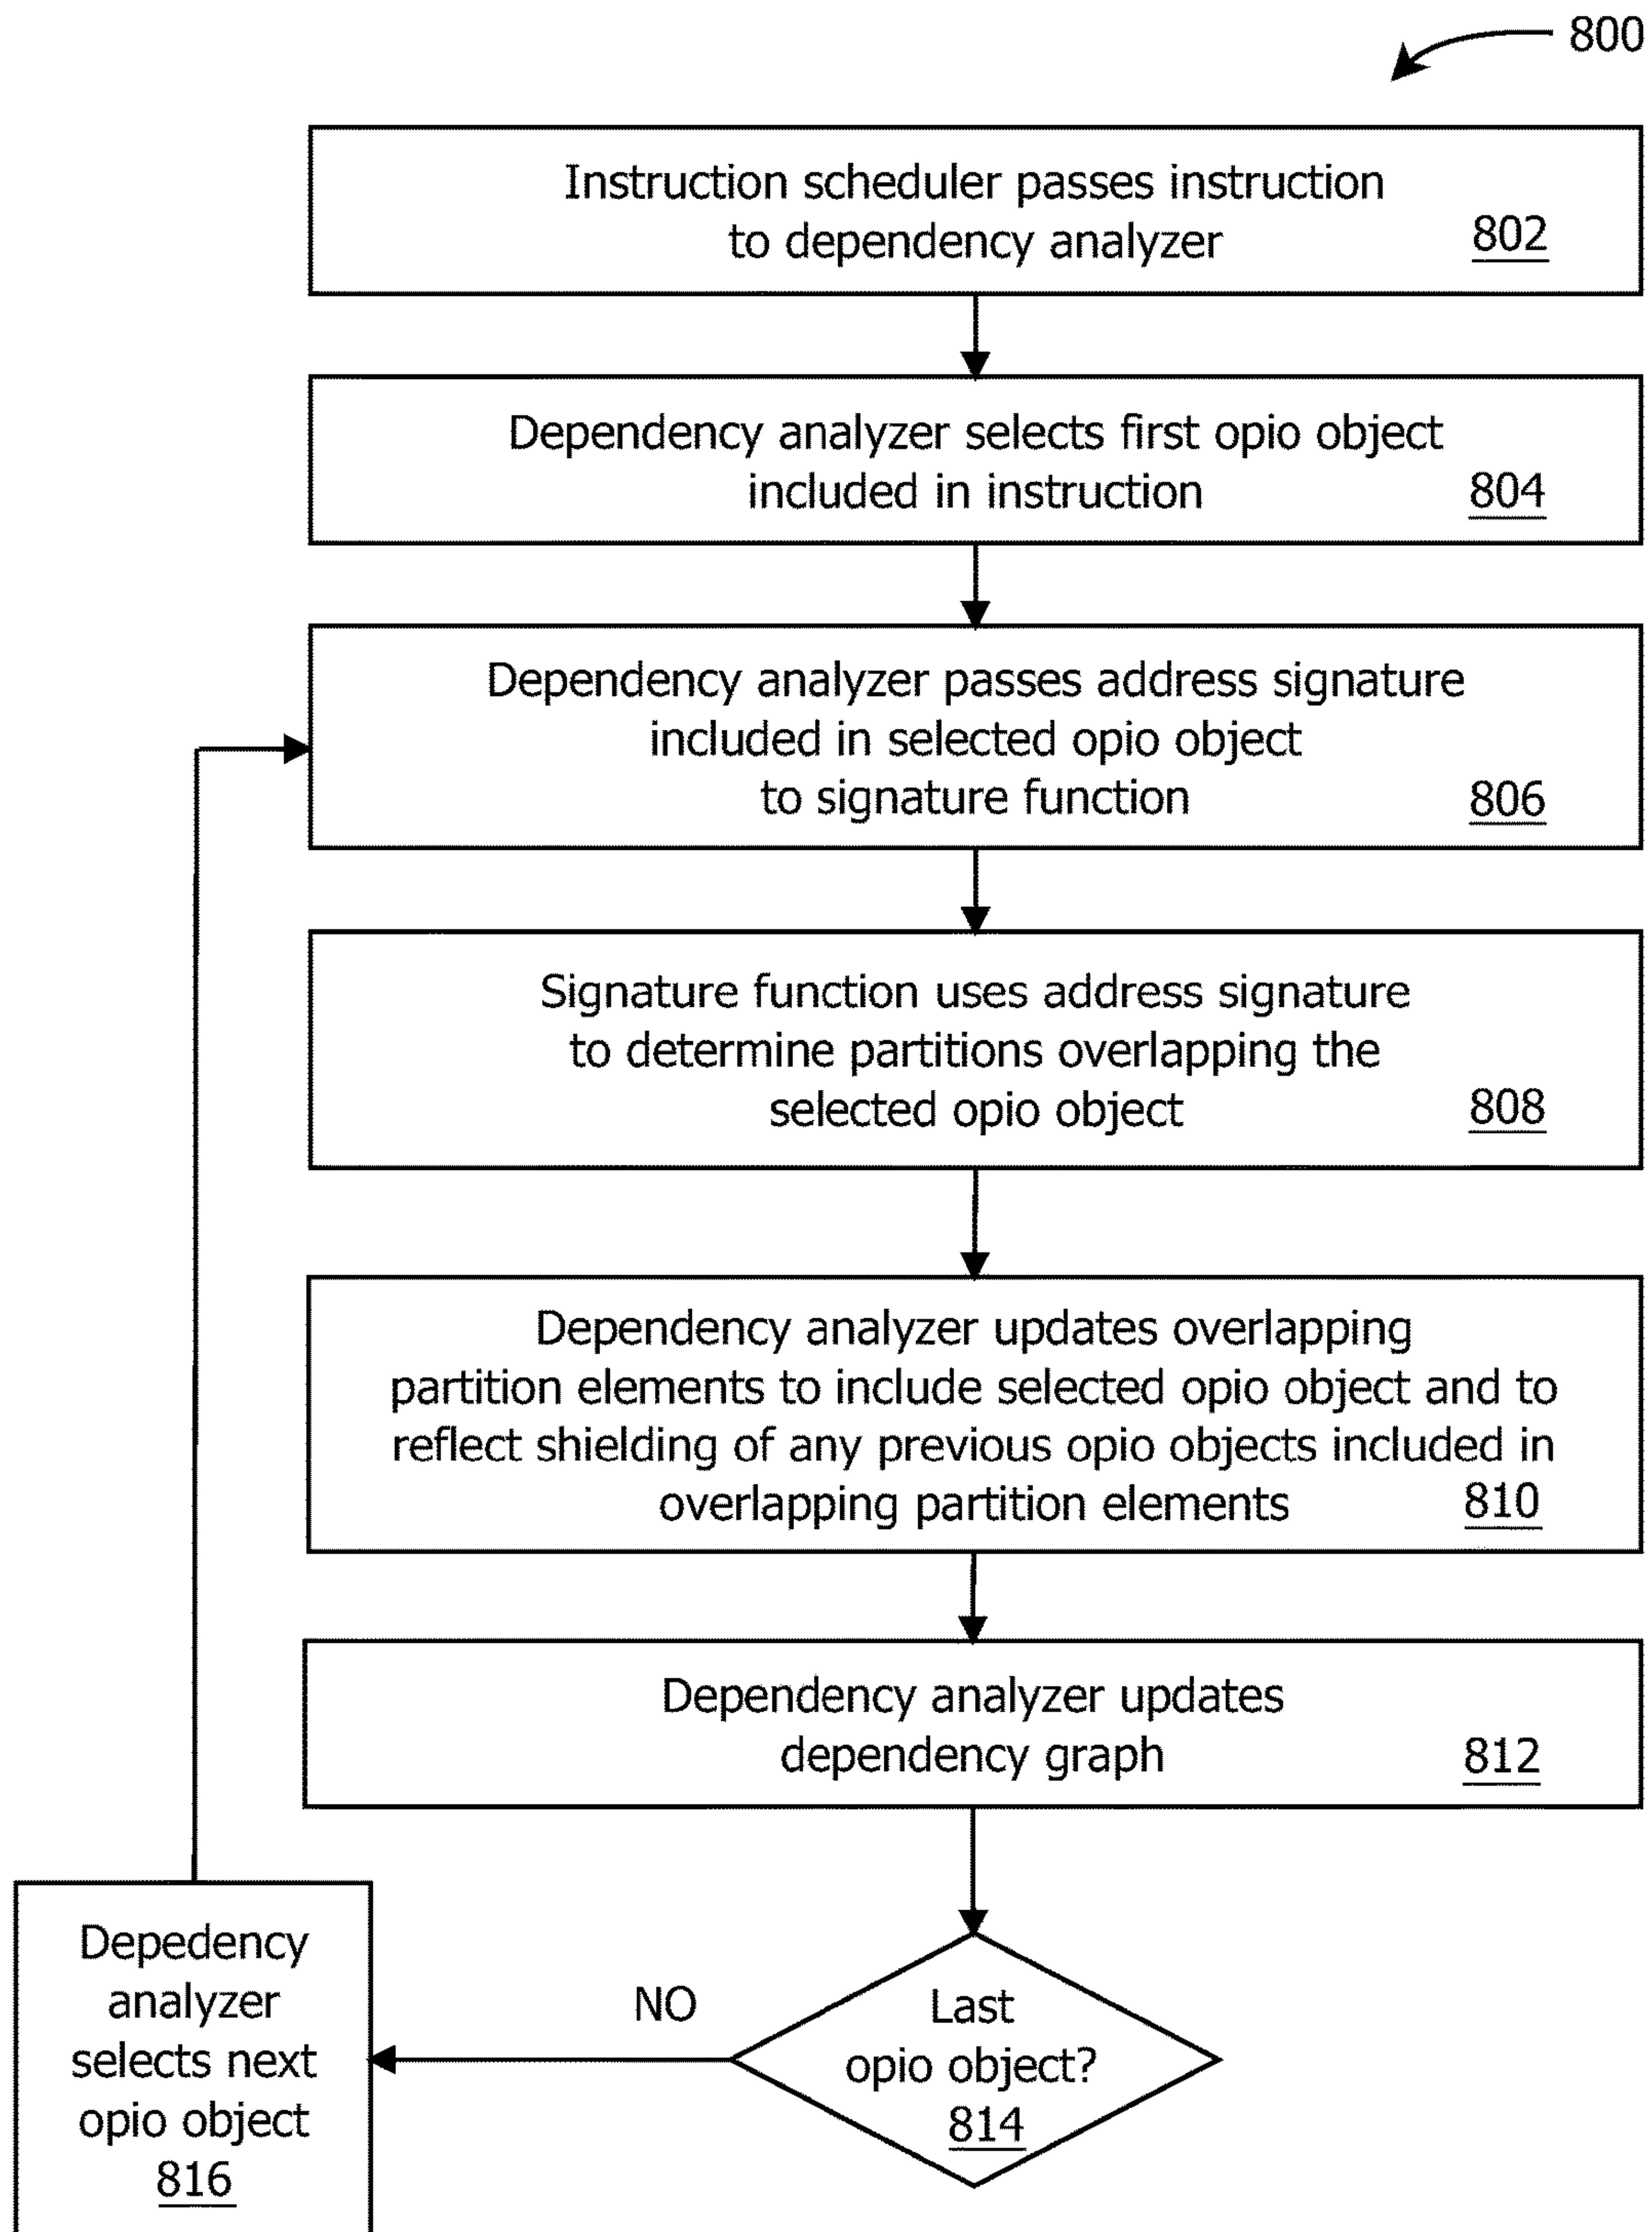 800
Instruction scheduler passes instruction
to dependency analyzer
802
Dependency analyzer selects first opio object
included in instruction
804
Dependency analyzer passes address signature
included in selected opio object
to signature function
806
Signature function uses address signature
to determine partitions overlapping the
selected opio object
808
Dependency analyzer updates overlapping
partition elements to include selected opio object and to
reflect shielding of any previous opio objects included in
overlapping partition elements
810
Dependency analyzer updates
dependency graph
812
Last
opio object?
814
NO
Depedency
analyzer
selects next
opio object
816